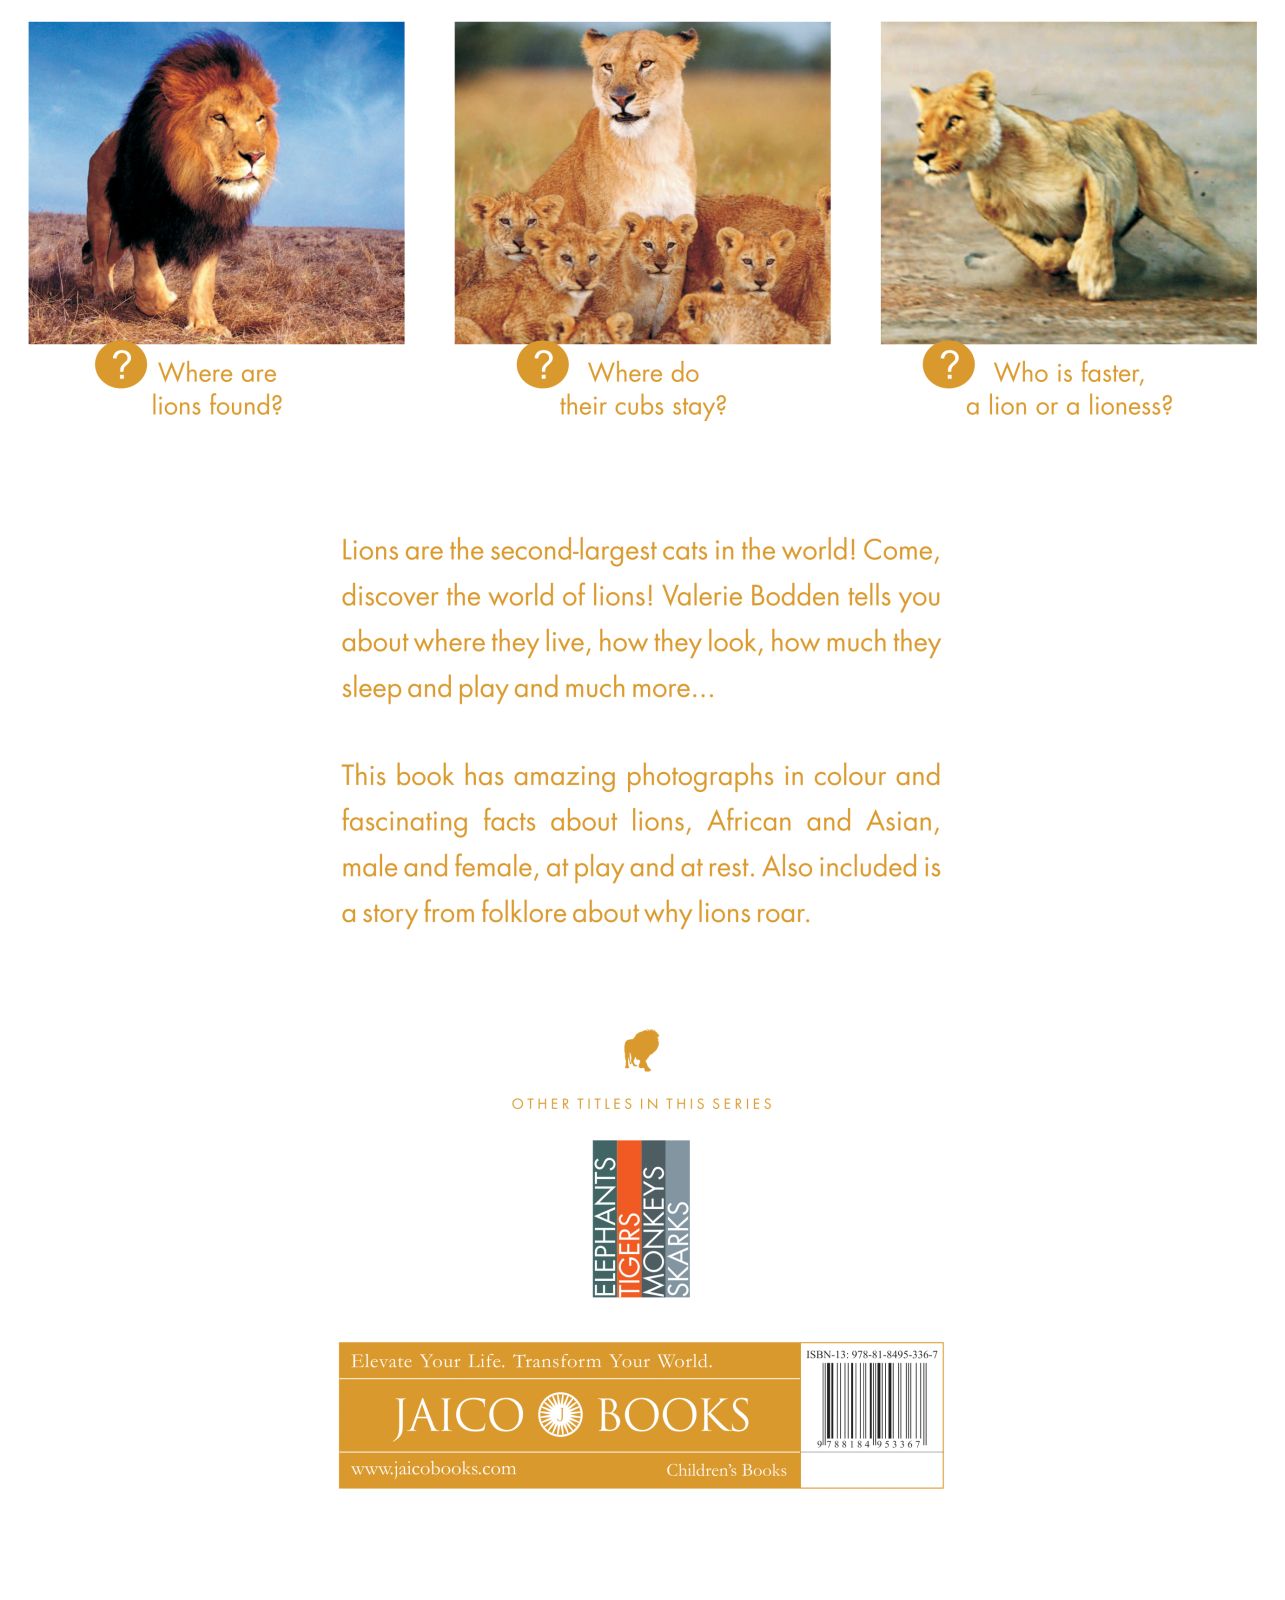 ? Where are
lions found?
? Where do
their cubs stay?
? Who is faster,
a lion or a lioness?
Lions are the second-largest cats in the world! Come,
discover the world of lions! Valerie Bodden tells you
about where they live, how they look, how much they
sleep and play and much more...
This book has amazing photographs in colour and
fascinating facts about lions, African and Asian,
male and female, at play and at rest. Also included is
a story from folklore about why lions roar.
OTHER TITLES IN THIS SERIES
ELEPHANTS
TIGERS
MONKEYS
SKARKS
Elevate Your Life. Transform Your World.
JAICO J BOOKS
www.jaicobooks.com
Children's Books
ISBN-13: 978-81-8495-336-7
9 788184 953367